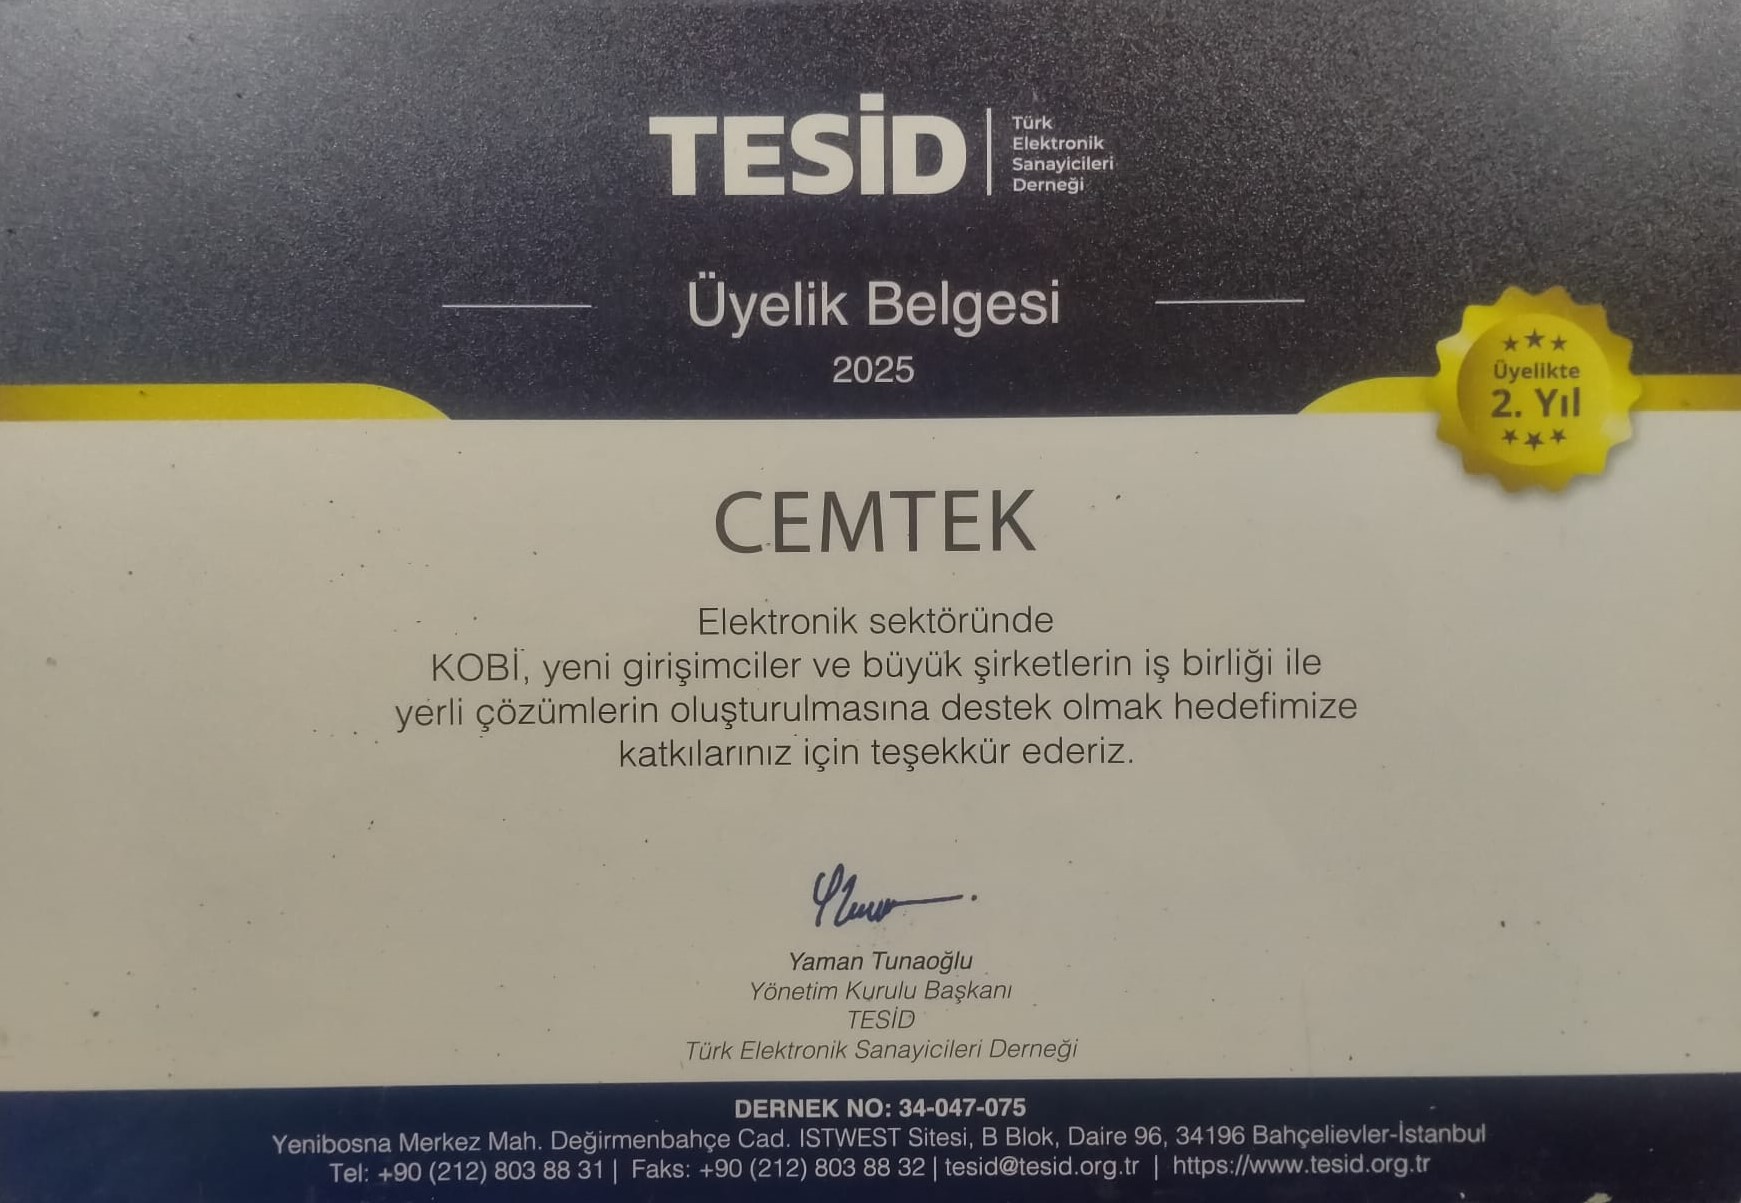 TESİD
Türk
Elektronik
Sanayicileri
Derneği
Üyelik Belgesi
2025
Üyelikte
2. Yıl
CEMTEK
Elektronik sektöründe
KOBİ, yeni girişimciler ve büyük şirketlerin iş birliği ile
yerli çözümlerin oluşturulmasına destek olmak hedefimize
katkılarınız için teşekkür ederiz.
Yaman Tunaoğlu
Yönetim Kurulu Başkanı
TESİD
Türk Elektronik Sanayicileri Derneği
DERNEK NO: 34-047-075
Yenibosna Merkez Mah. Değirmenbahçe Cad. ISTWEST Sitesi, B Blok, Daire 96, 34196 Bahçelievler-İstanbul
Tel: +90 (212) 803 88 31 | Faks: +90 (212) 803 88 32 | tesid@tesid.org.tr | https://www.tesid.org.tr